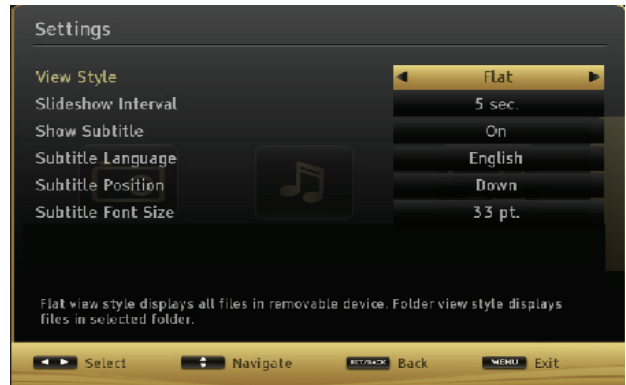 Settings
View Style Flat
Slideshow Interval 5 sec.
Show Subtitle On
Subtitle Language English
Subtitle Position Down
Subtitle Font Size 33 pt.
Flat view style displays all files in removable device. Folder view style displays
files in selected folder.
Select Navigate RET/BACK Back MENU Exit